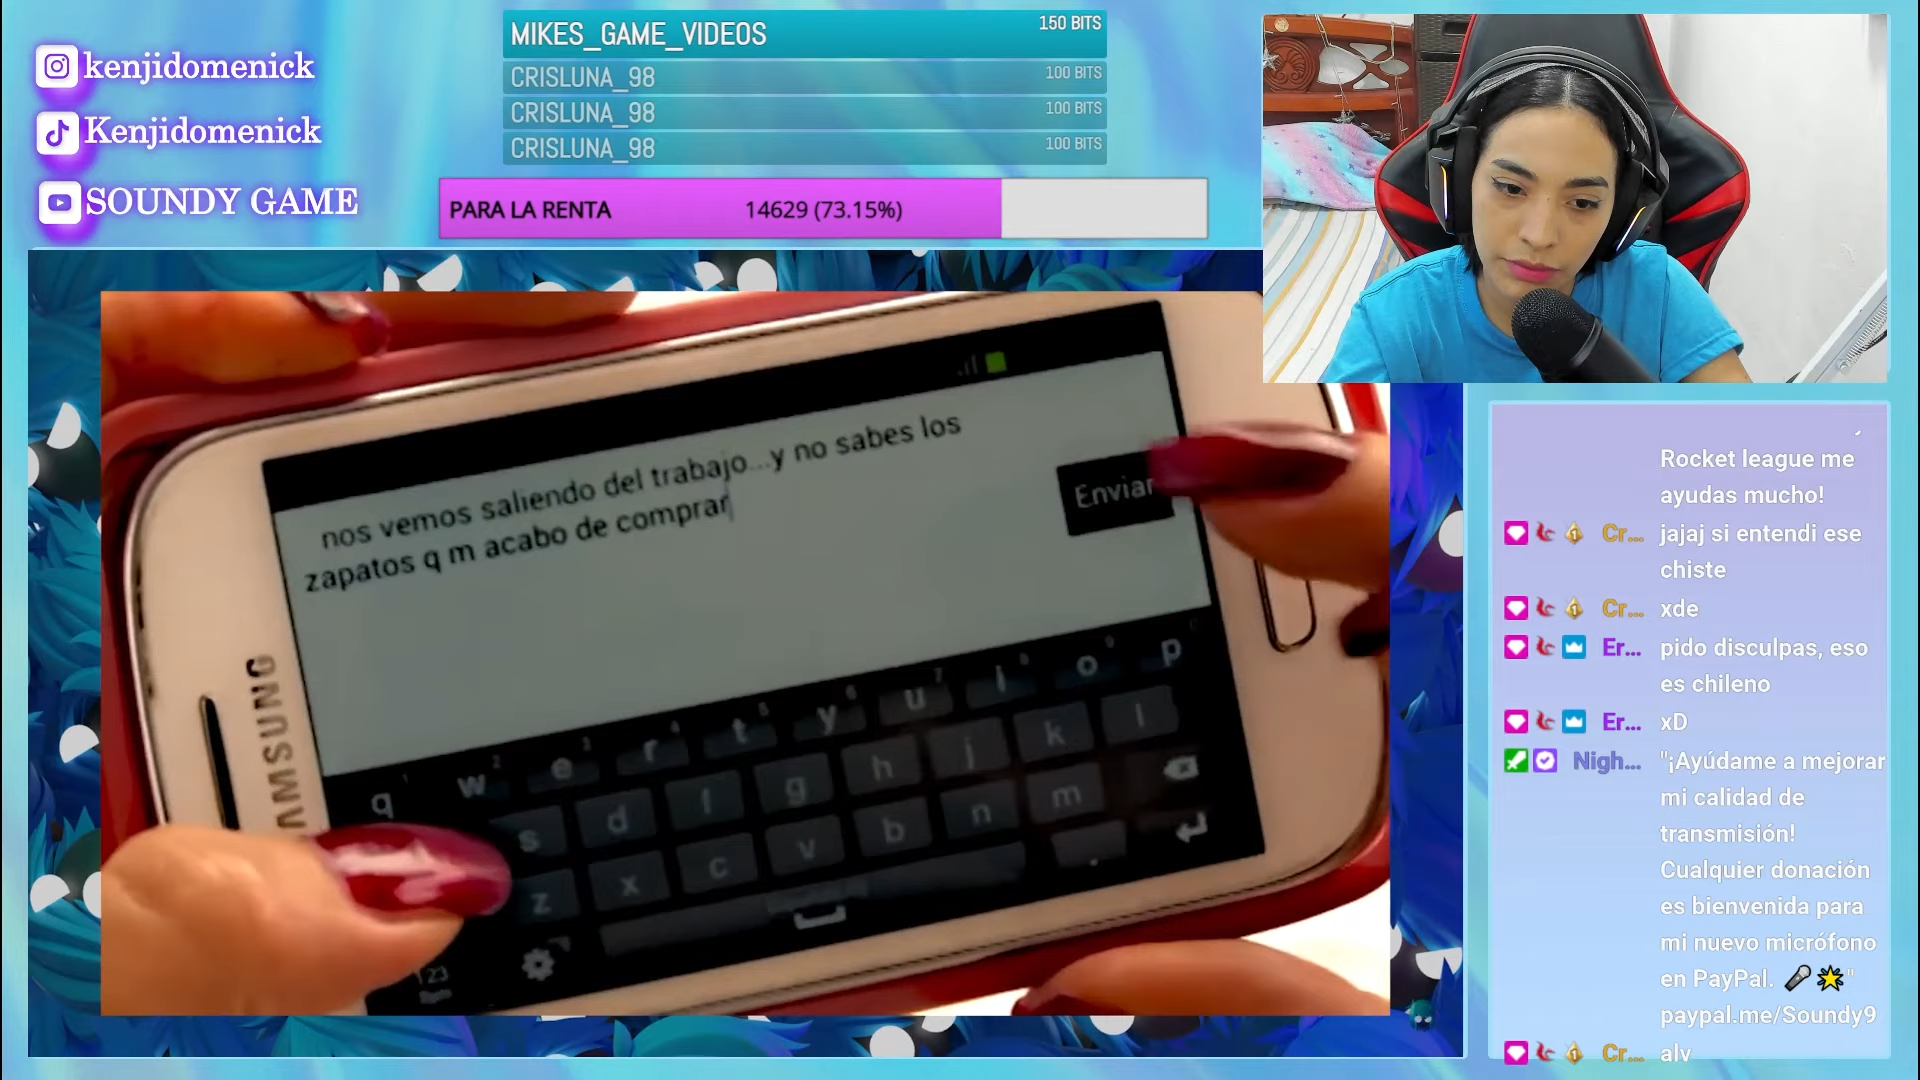 kenjidomenick
Kenjidomenick
SOUNDY GAME
MIKES_GAME_VIDEOS 150 BITS
CRISLUNA_98 100 BITS
CRISLUNA_98 100 BITS
CRISLUNA_98 100 BITS
PARA LA RENTA 14629 (73.15%)
nos vemos saliendo del trabajo...y no sabes los
zapatos q m acabo de comprar
Enviar
SAMSUNG
q w e r t y u i o p
s d f g h j k l
z x c v b n m
123
Rocket league me
ayudas mucho!
Cr... jajaj si entendi ese
chiste
Cr... xde
Er... pido disculpas, eso
es chileno
Er... xD
Nigh... "¡Ayúdame a mejorar
mi calidad de
transmisión!
Cualquier donación
es bienvenida para
mi nuevo micrófono
en PayPal. 🎤🌟"
paypal.me/Soundy9
Cr... alv